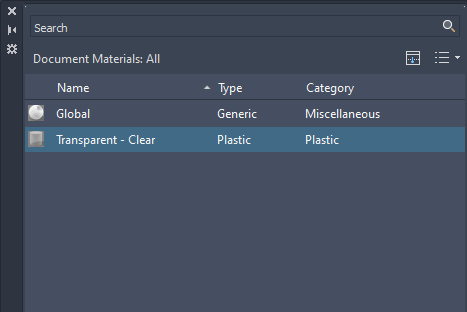 Search
Document Materials: All
Name Type Category
Global Generic Miscellaneous
Transparent - Clear Plastic Plastic